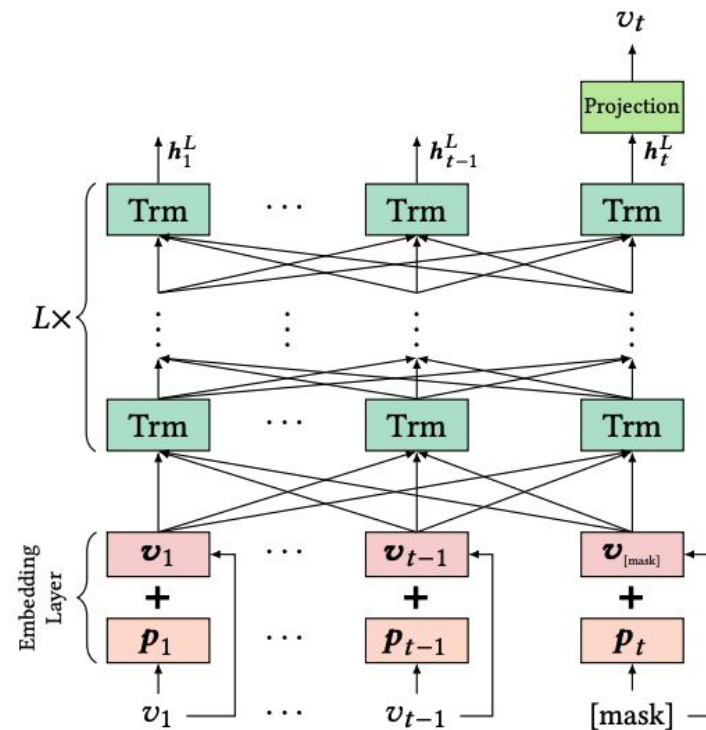 v_t
Projection
h_1^L h_{t-1}^L h_t^L
Trm ... Trm Trm
L×
Trm ... Trm Trm
v_1 ... v_{t-1} v_{[mask]}
Embedding
Layer
+ + +
p_1 ... p_{t-1} p_t
v_1 ... v_{t-1} [mask]